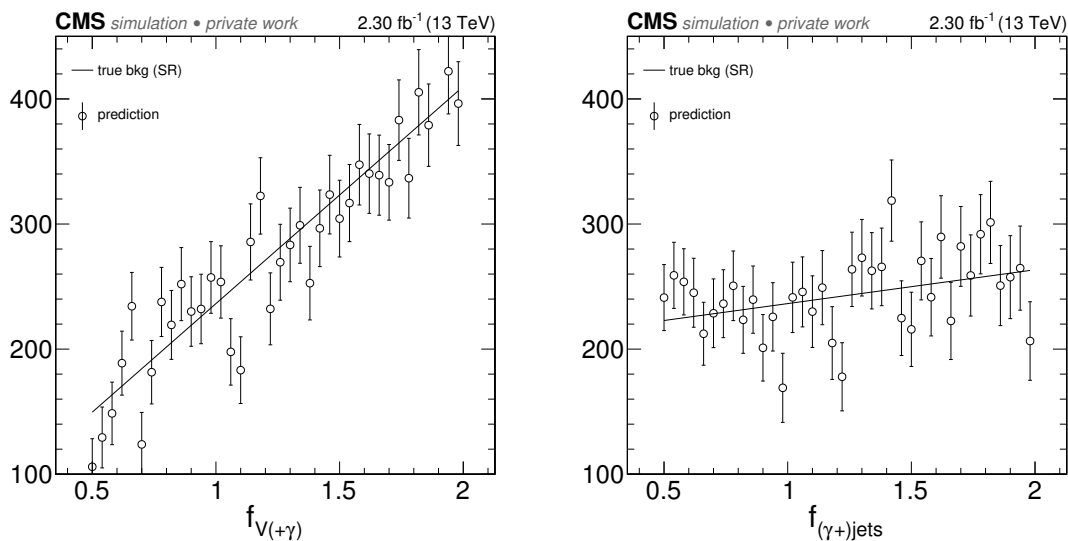 CMS simulation • private work 2.30 fb⁻¹ (13 TeV)
true bkg (SR)
prediction
400
300
200
100
0.5 1 1.5 2
f_V(+γ)
CMS simulation • private work 2.30 fb⁻¹ (13 TeV)
true bkg (SR)
prediction
400
300
200
100
0.5 1 1.5 2
f_(γ+)jets